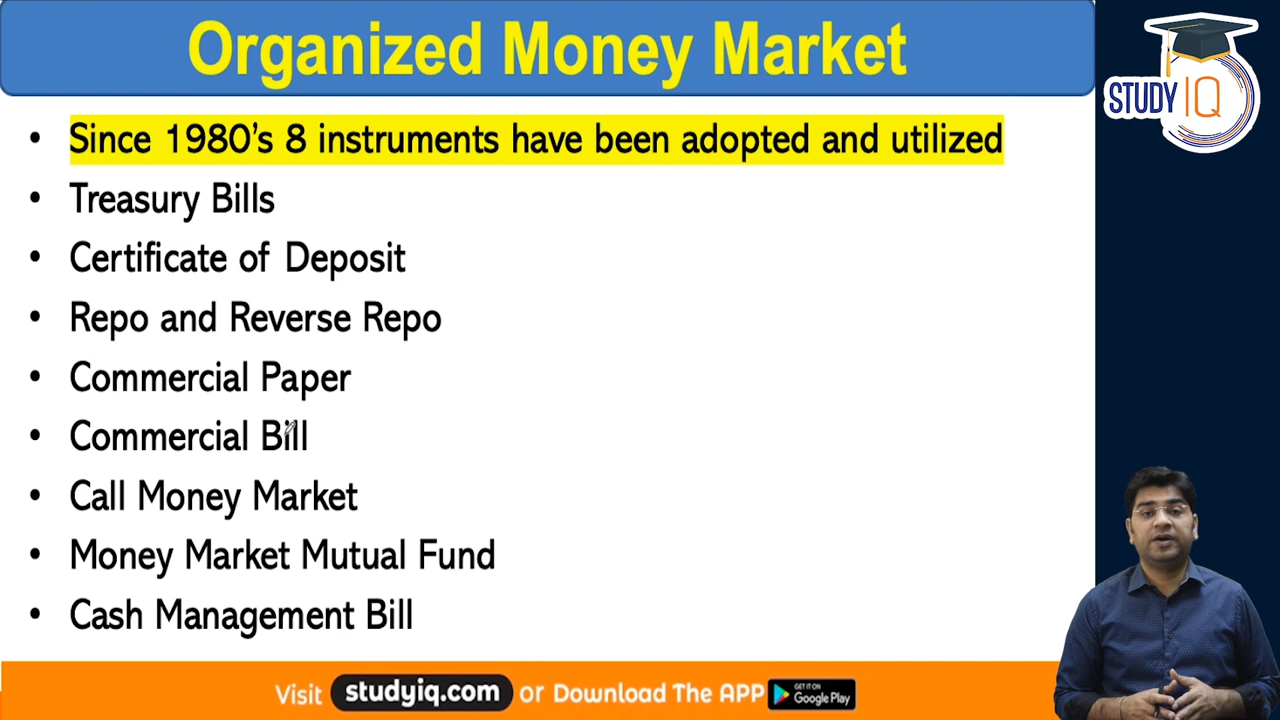 Organized Money Market
STUDY IQ
• Since 1980's 8 instruments have been adopted and utilized
• Treasury Bills
• Certificate of Deposit
• Repo and Reverse Repo
• Commercial Paper
• Commercial Bill
• Call Money Market
• Money Market Mutual Fund
• Cash Management Bill
Visit studyiq.com or Download The APP GET IT ON Google Play